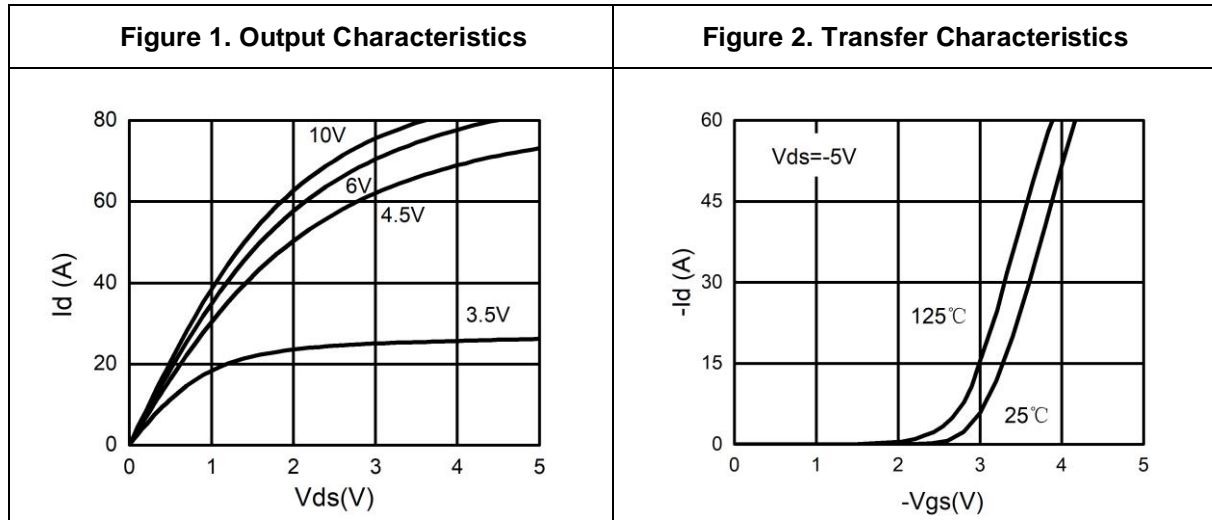 Figure 1. Output Characteristics
Figure 2. Transfer Characteristics
80
60
40
20
0
Id (A)
10V
6V
4.5V
3.5V
0 1 2 3 4 5
Vds(V)
60
45
30
15
0
-Id (A)
Vds=-5V
125℃
25℃
0 1 2 3 4 5
-Vgs(V)